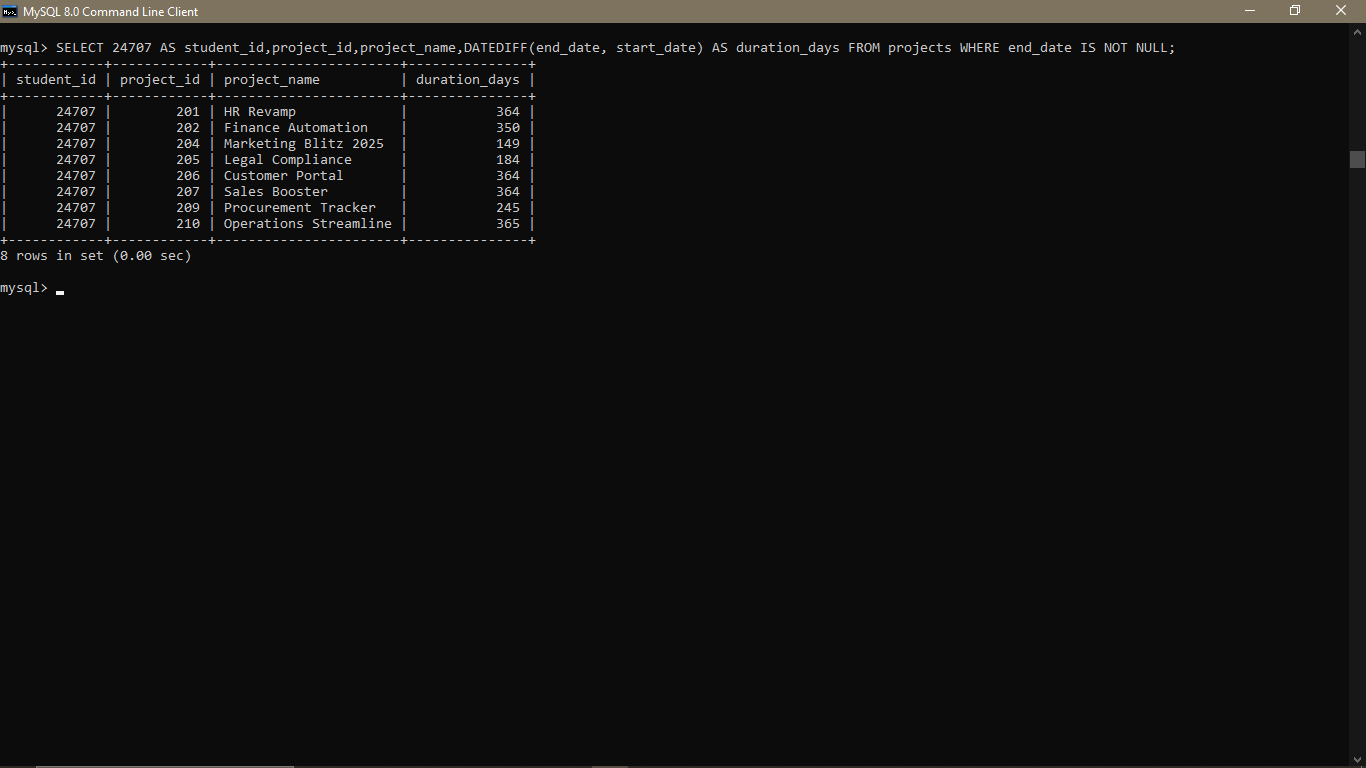 MySQL 8.0 Command Line Client
mysql> SELECT 24707 AS student_id,project_id,project_name,DATEDIFF(end_date, start_date) AS duration_days FROM projects WHERE end_date IS NOT NULL;
+------------+------------+----------------------+---------------+
| student_id | project_id | project_name         | duration_days |
+------------+------------+----------------------+---------------+
|      24707 |        201 | HR Revamp            |           364 |
|      24707 |        202 | Finance Automation   |           350 |
|      24707 |        204 | Marketing Blitz 2025 |           149 |
|      24707 |        205 | Legal Compliance     |           184 |
|      24707 |        206 | Customer Portal      |           364 |
|      24707 |        207 | Sales Booster        |           364 |
|      24707 |        209 | Procurement Tracker  |           245 |
|      24707 |        210 | Operations Streamline |           365 |
+------------+------------+----------------------+---------------+
8 rows in set (0.00 sec)
mysql>